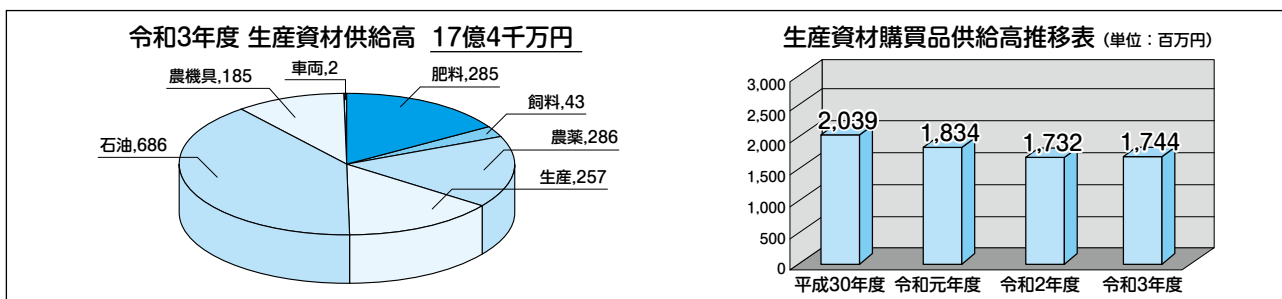 令和3年度 生産資材供給高 17億4千万円
車両,2
農機具,185
肥料,285
飼料,43
石油,686
農薬,286
生産,257
生産資材購買品供給高推移表 (単位：百万円)
3,000
2,500
2,000
1,500
1,000
500
0
2,039
1,834
1,732
1,744
平成30年度 令和元年度 令和2年度 令和3年度